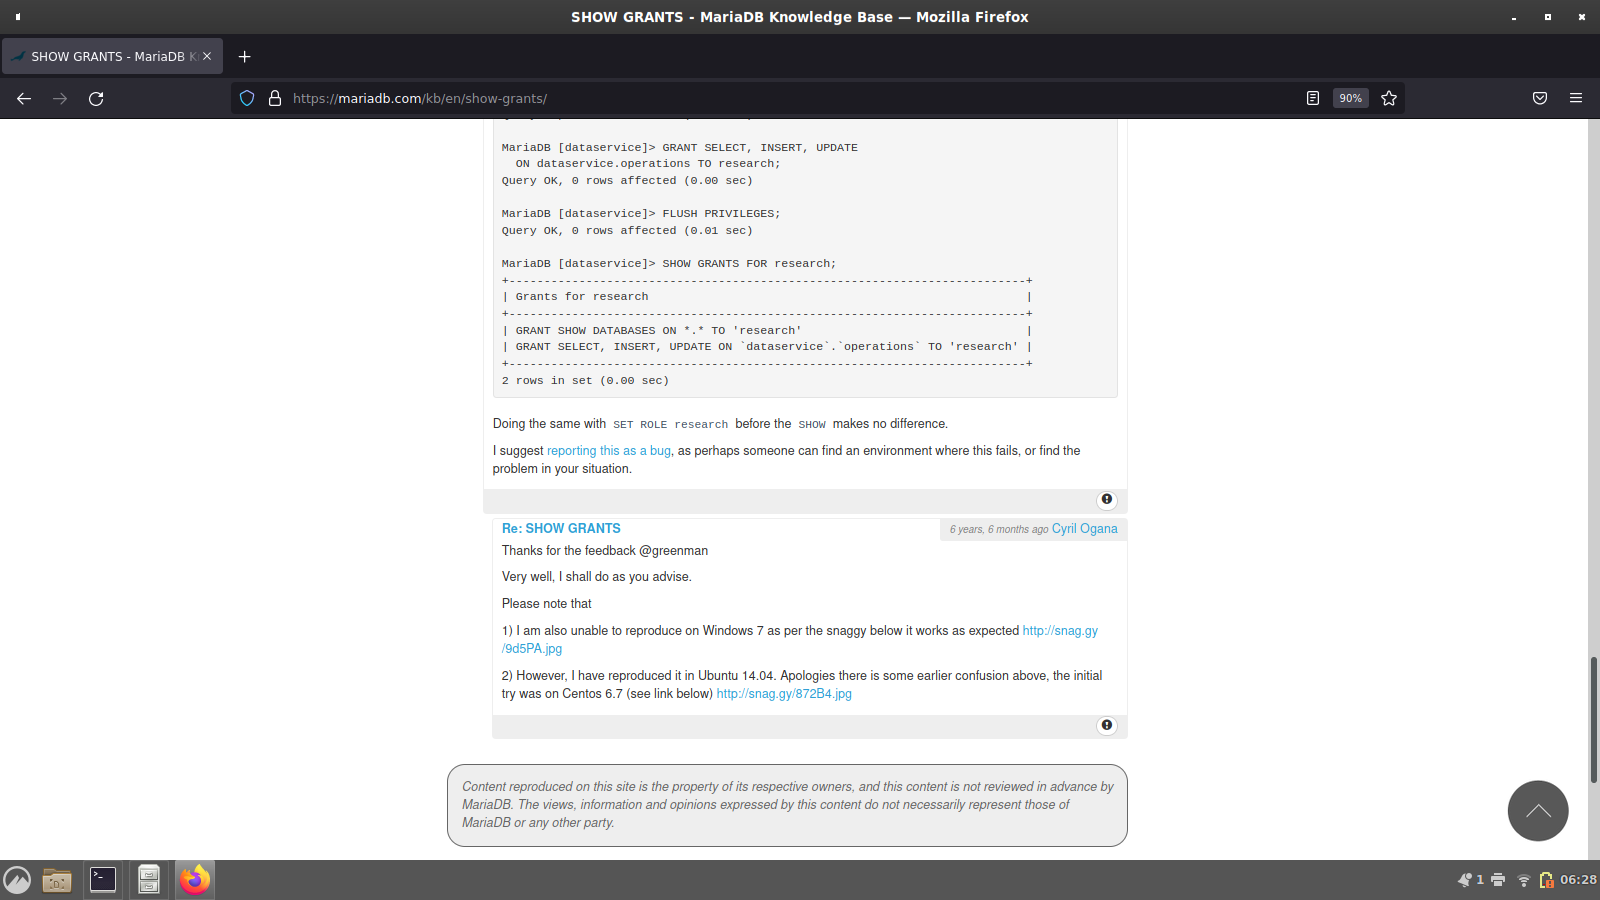 SHOW GRANTS - MariaDB Knowledge Base — Mozilla Firefox
SHOW GRANTS - MariaDB K
https://mariadb.com/kb/en/show-grants/
90%
MariaDB [dataservice]> GRANT SELECT, INSERT, UPDATE
ON dataservice.operations TO research;
Query OK, 0 rows affected (0.00 sec)
MariaDB [dataservice]> FLUSH PRIVILEGES;
Query OK, 0 rows affected (0.01 sec)
MariaDB [dataservice]> SHOW GRANTS FOR research;
+--------------------------------------------------------------------------+
| Grants for research                                                      |
+--------------------------------------------------------------------------+
| GRANT SHOW DATABASES ON *.* TO 'research'                                |
| GRANT SELECT, INSERT, UPDATE ON `dataservice`.`operations` TO 'research' |
+--------------------------------------------------------------------------+
2 rows in set (0.00 sec)
Doing the same with SET ROLE research before the SHOW makes no difference.
I suggest reporting this as a bug, as perhaps someone can find an environment where this fails, or find the
problem in your situation.
Re: SHOW GRANTS
6 years, 6 months ago Cyril Ogana
Thanks for the feedback @greenman
Very well, I shall do as you advise.
Please note that
1) I am also unable to reproduce on Windows 7 as per the snaggy below it works as expected http://snag.gy
/9d5PA.jpg
2) However, I have reproduced it in Ubuntu 14.04. Apologies there is some earlier confusion above, the initial
try was on Centos 6.7 (see link below) http://snag.gy/872B4.jpg
Content reproduced on this site is the property of its respective owners, and this content is not reviewed in advance by
MariaDB. The views, information and opinions expressed by this content do not necessarily represent those of
MariaDB or any other party.
1
06:28